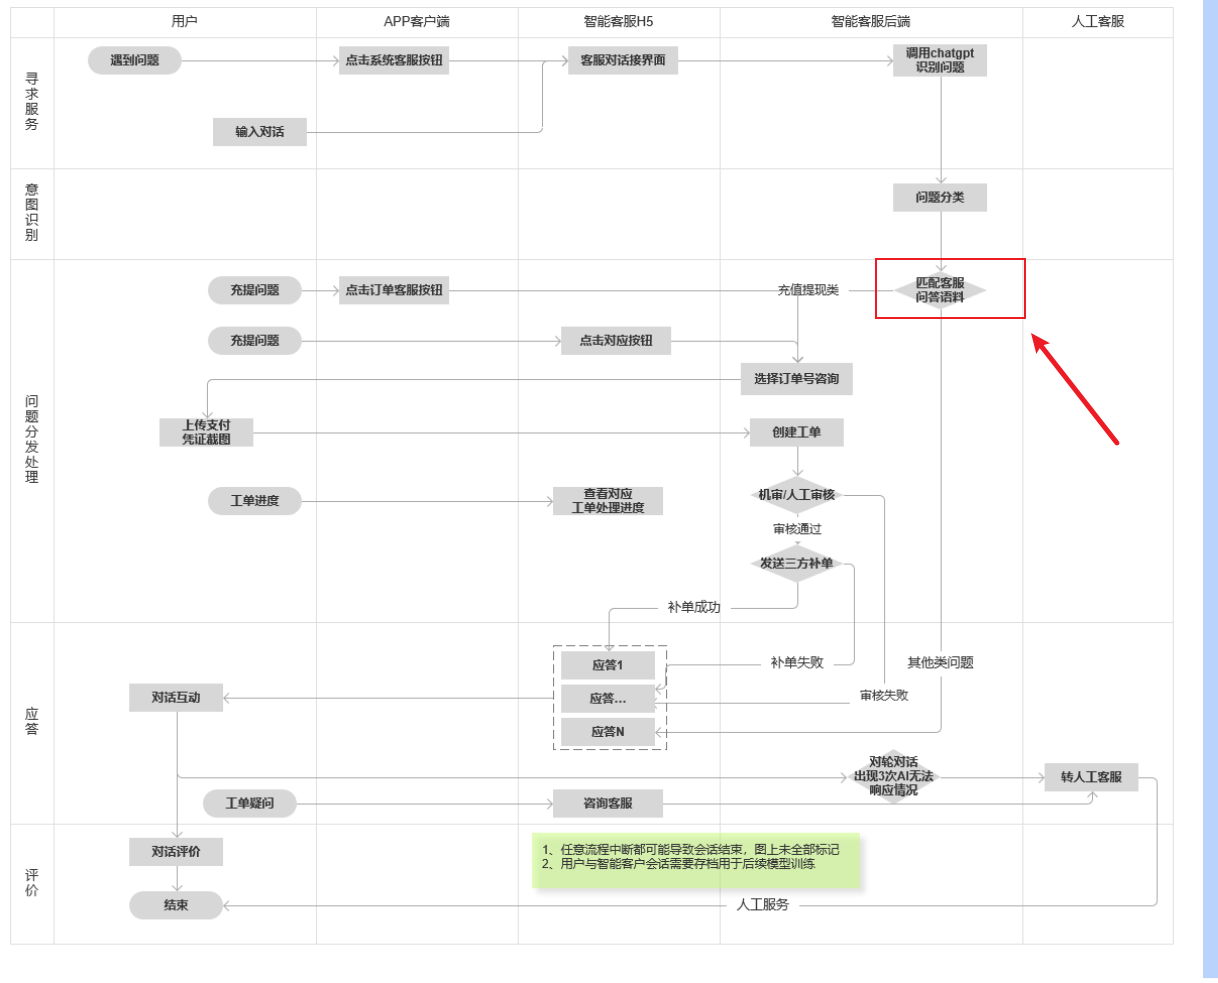 用户
APP客户端
智能客服H5
智能客服后端
人工客服
寻求服务
遇到问题
点击系统客服按钮
客服对话接界面
调用chatgpt
识别问题
输入对话
意图识别
问题分类
问题分发处理
充提问题
点击订单客服按钮
充值提现类
匹配客服
问答语料
充提问题
点击对应按钮
选择订单号咨询
上传支付
凭证截图
创建工单
工单进度
查看对应
工单处理进度
机审/人工审核
审核通过
发送三方补单
补单成功
应答
应答1
补单失败
其他类问题
对话互动
应答...
审核失败
应答N
对轮对话
出现3次AI无法
响应情况
转人工客服
工单疑问
咨询客服
评价
对话评价
1、任意流程中断都可能导致会话结束，图上未全部标记
2、用户与智能客户会话需要存档用于后续模型训练
结束
人工服务